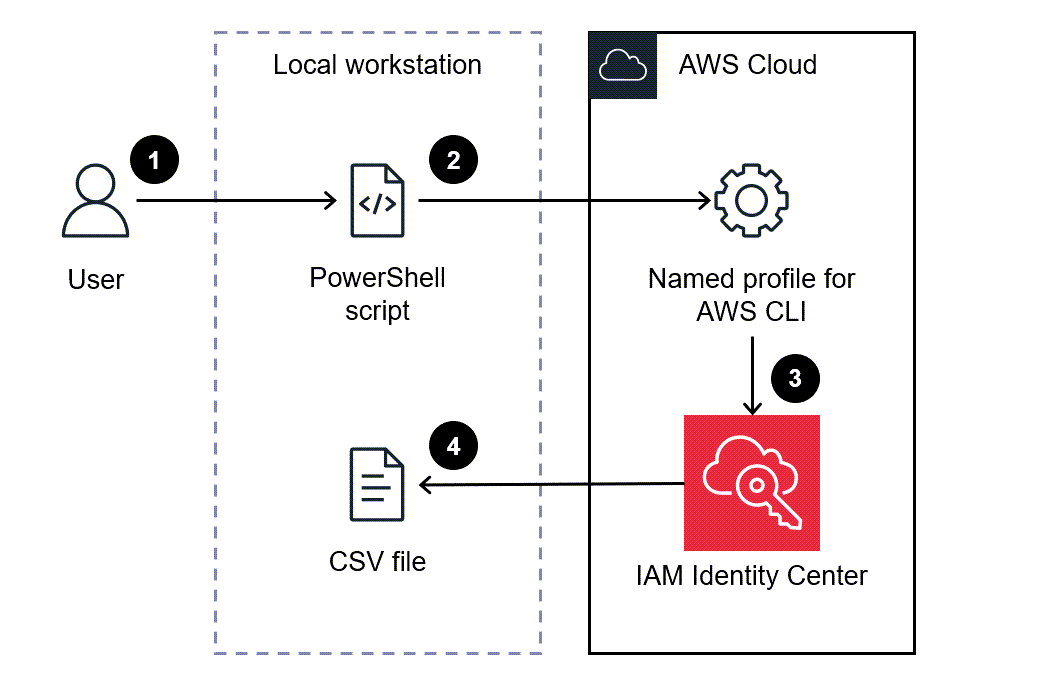 Local workstation
AWS Cloud
1
2
</>
User
PowerShell
script
Named profile for
AWS CLI
3
4
CSV file
IAM Identity Center